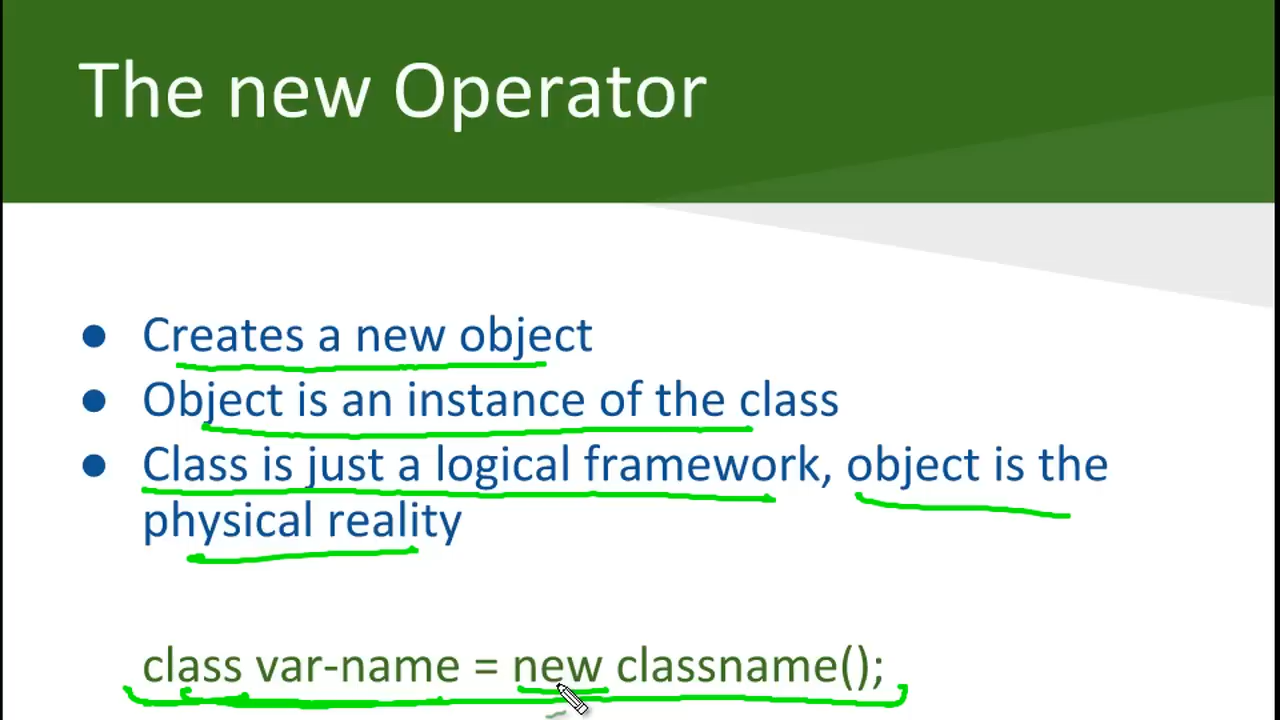 The new Operator
● Creates a new object
● Object is an instance of the class
● Class is just a logical framework, object is the
physical reality
class var-name = new classname();